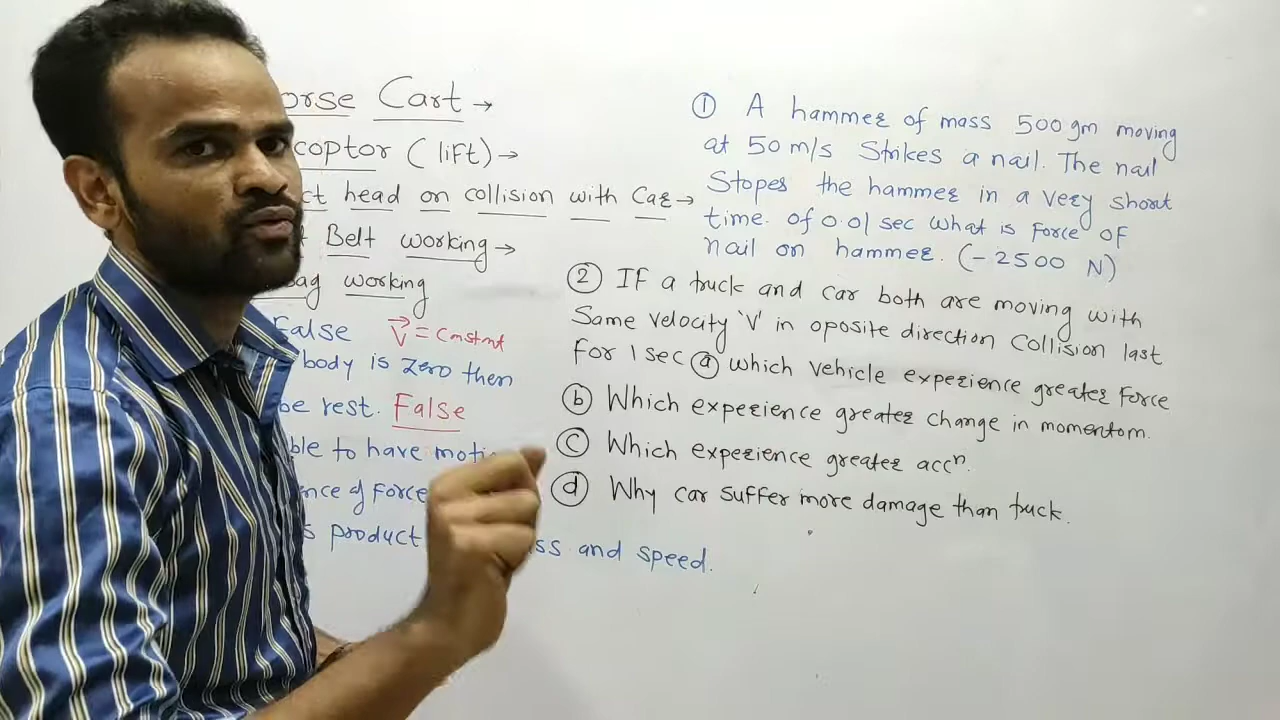 orse Cart →
coptor (lift) →
ct head on collision with Car →
t Belt working →
bag working
False V⃗ = constnt
body is zero then
be rest. False
ble to have moti
nce of Force
s product ss and speed.
① A hammer of mass 500 gm moving
at 50 m/s Strikes a nail. The nail
Stopes the hammer in a very short
time. of 0.01 sec what is force of
nail on hammer. (-2500 N)
② If a truck and car both are moving with
Same velocity 'v' in oposite direction Collision last
for 1 sec ⓐ which vehicle experience greater force
ⓑ Which experience greater change in momentom.
ⓒ Which experience greater accⁿ.
ⓓ Why car suffer more damage than truck.